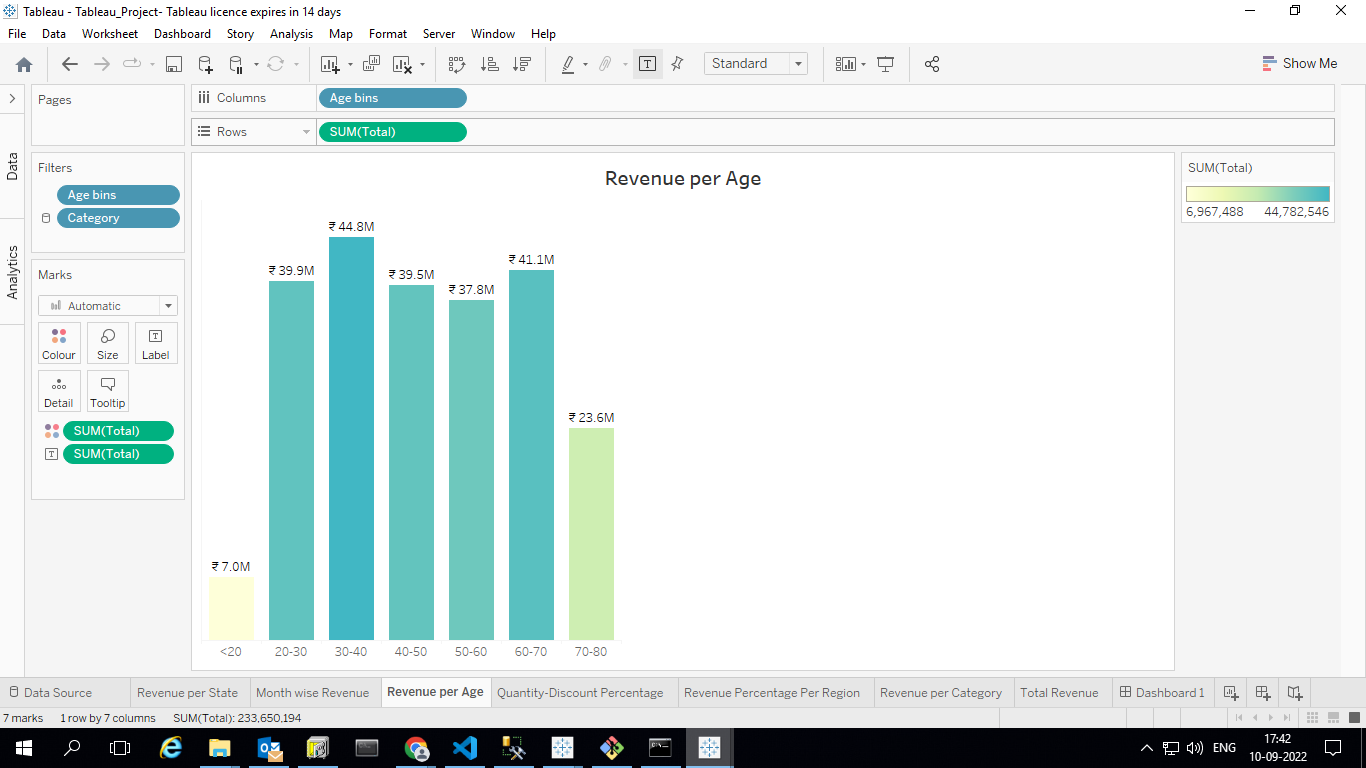 Tableau - Tableau_Project- Tableau licence expires in 14 days
File Data Worksheet Dashboard Story Analysis Map Format Server Window Help
Standard
Show Me
Pages
Columns
Age bins
Rows
SUM(Total)
Data
Analytics
Filters
Age bins
Category
Marks
Automatic
Colour Size Label
Detail Tooltip
SUM(Total)
SUM(Total)
Revenue per Age
₹ 44.8M
₹ 41.1M
₹ 39.9M
₹ 39.5M
₹ 37.8M
₹ 23.6M
₹ 7.0M
<20 20-30 30-40 40-50 50-60 60-70 70-80
SUM(Total)
6,967,488 44,782,546
Data Source Revenue per State Month wise Revenue Revenue per Age Quantity-Discount Percentage Revenue Percentage Per Region Revenue per Category Total Revenue Dashboard 1
7 marks 1 row by 7 columns SUM(Total): 233,650,194
ENG
17:42
10-09-2022